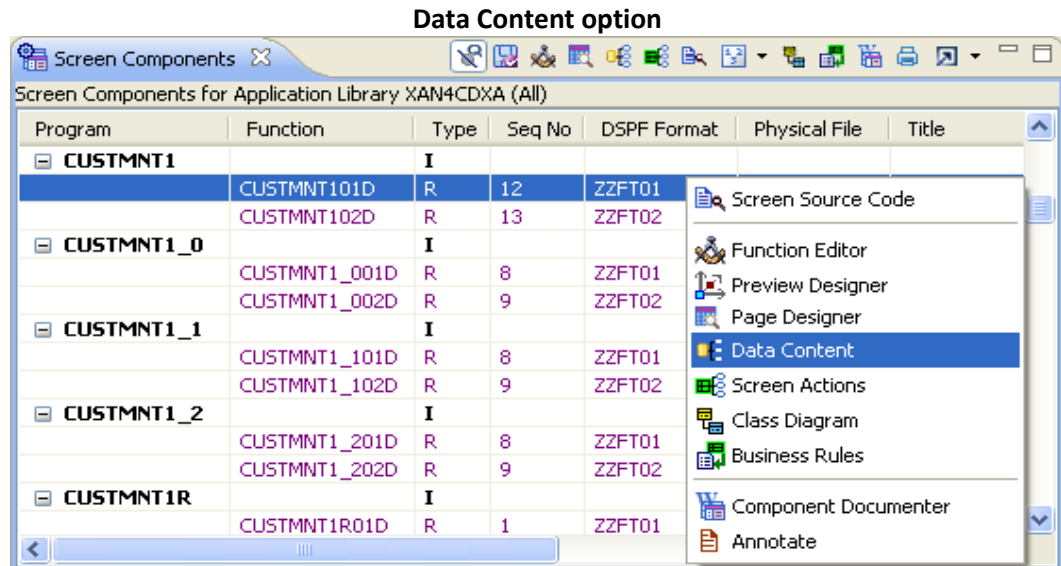 Data Content option
Screen Components
Screen Components for Application Library XAN4CDXA (All)
Program Function Type Seq No DSPF Format Physical File Title
CUSTMNT1 I
CUSTMNT101D R 12 ZZFT01
CUSTMNT102D R 13 ZZFT02
CUSTMNT1_0 I
CUSTMNT1_001D R 8 ZZFT01
CUSTMNT1_002D R 9 ZZFT02
CUSTMNT1_1 I
CUSTMNT1_101D R 8 ZZFT01
CUSTMNT1_102D R 9 ZZFT02
CUSTMNT1_2 I
CUSTMNT1_201D R 8 ZZFT01
CUSTMNT1_202D R 9 ZZFT02
CUSTMNT1R I
CUSTMNT1R01D R 1 ZZFT01
Screen Source Code
Function Editor
Preview Designer
Page Designer
Data Content
Screen Actions
Class Diagram
Business Rules
Component Documenter
Annotate